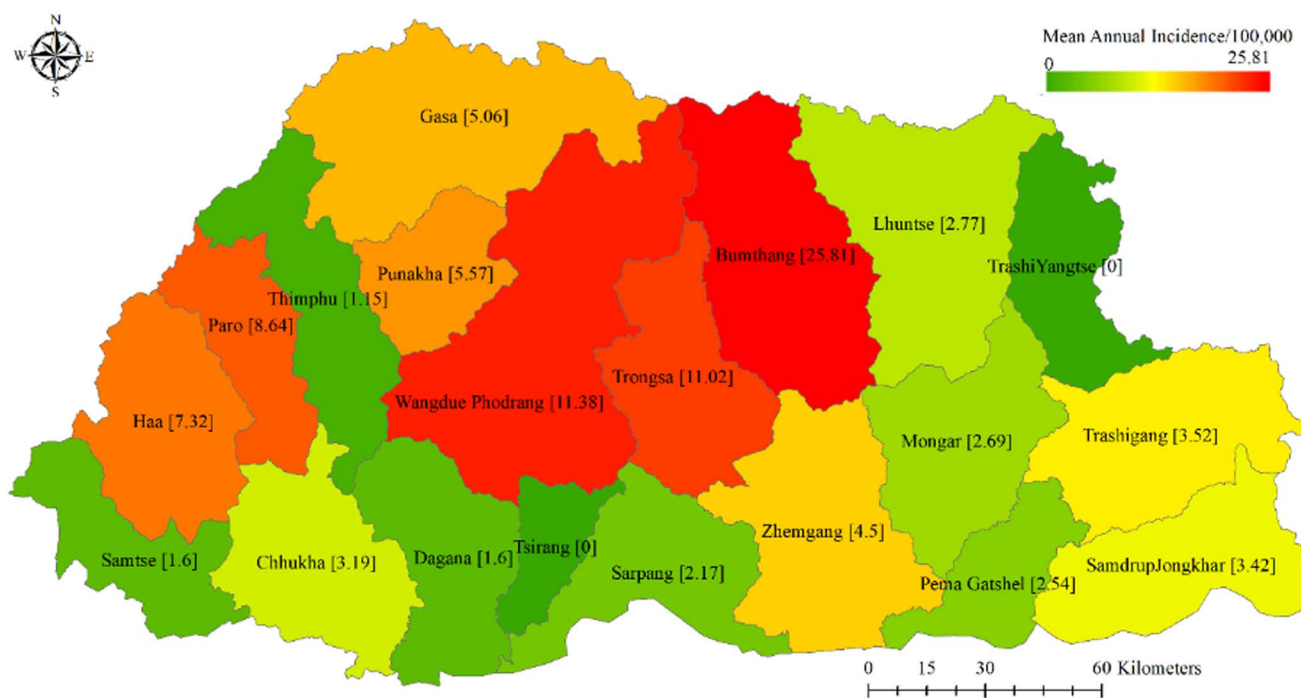 N
W E
S
Mean Annual Incidence/100,000
0 25.81
Gasa [5.06]
Lhuntse [2.77]
Bumthang [25.81]
TrashiYangtse [0]
Punakha [5.57]
Thimphu [1.15]
Paro [8.64]
Trongsa [11.02]
Wangdue Phodrang [11.38]
Haa [7.32]
Mongar [2.69]
Trashigang [3.52]
Zhemgang [4.5]
Tsirang [0]
Dagana [1.6]
Samtse [1.6]
Chhukha [3.19]
Sarpang [2.17]
SamdrupJongkhar [3.42]
Pema Gatshel [2.54]
0 15 30 60 Kilometers